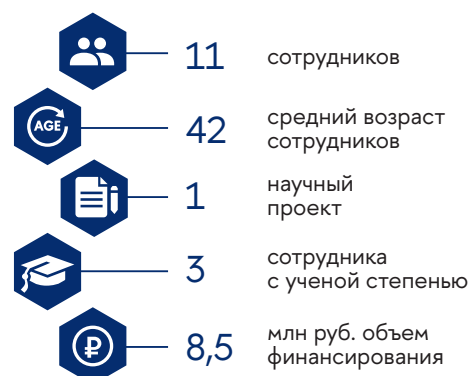 11 сотрудников
AGE
42 средний возраст
сотрудников
1 научный
проект
3 сотрудника
с ученой степенью
8,5 млн руб. объем
финансирования